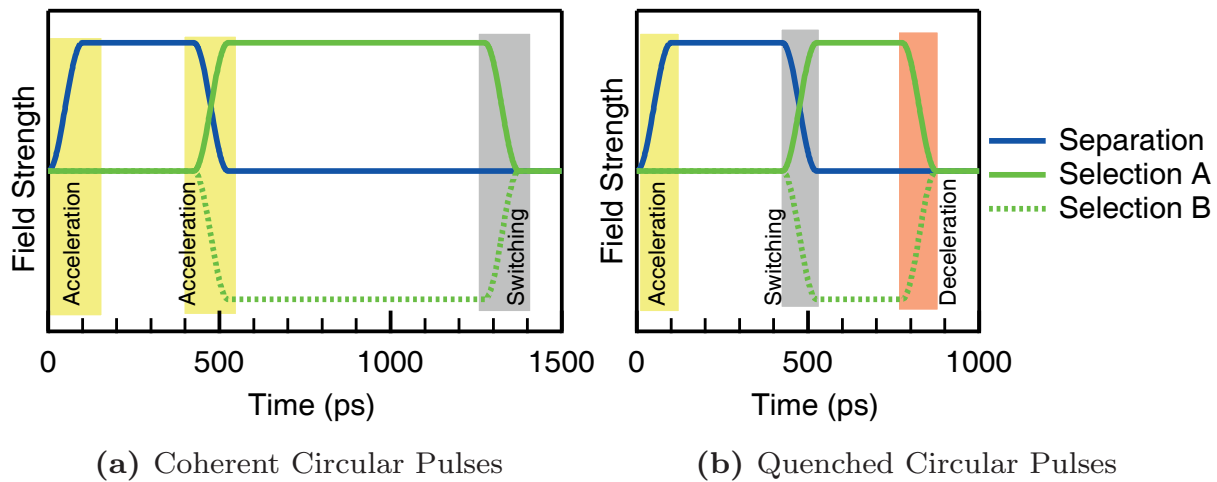 Field Strength
Acceleration
Acceleration
Switching
0
500
1000
1500
Time (ps)
(a) Coherent Circular Pulses
Field Strength
Acceleration
Switching
Deceleration
0
500
1000
Time (ps)
(b) Quenched Circular Pulses
Separation
Selection A
Selection B